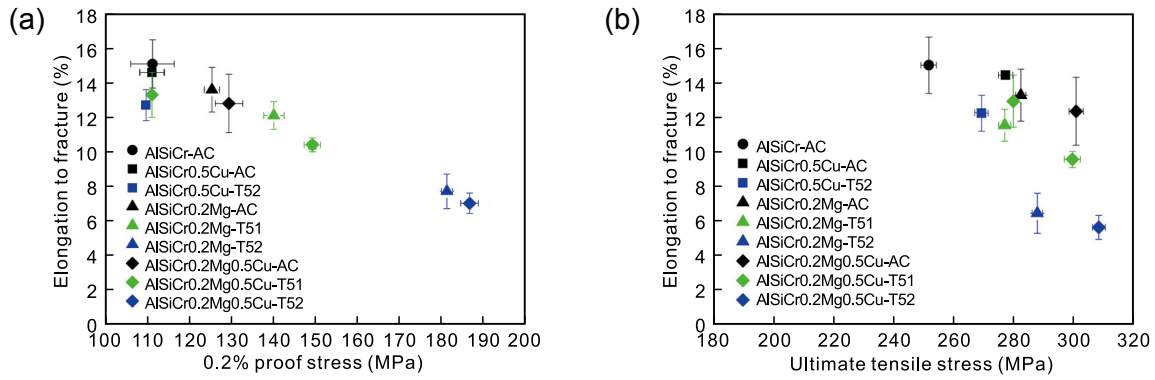 (a)
18
16
14
12
10
8
6
4
2
0
Elongation to fracture (%)
AlSiCr-AC
AlSiCr0.5Cu-AC
AlSiCr0.5Cu-T52
AlSiCr0.2Mg-AC
AlSiCr0.2Mg-T51
AlSiCr0.2Mg-T52
AlSiCr0.2Mg0.5Cu-AC
AlSiCr0.2Mg0.5Cu-T51
AlSiCr0.2Mg0.5Cu-T52
100 110 120 130 140 150 160 170 180 190 200
0.2% proof stress (MPa)
(b)
18
16
14
12
10
8
6
4
2
0
Elongation to fracture (%)
AlSiCr-AC
AlSiCr0.5Cu-AC
AlSiCr0.5Cu-T52
AlSiCr0.2Mg-AC
AlSiCr0.2Mg-T51
AlSiCr0.2Mg-T52
AlSiCr0.2Mg0.5Cu-AC
AlSiCr0.2Mg0.5Cu-T51
AlSiCr0.2Mg0.5Cu-T52
180 200 220 240 260 280 300 320
Ultimate tensile stress (MPa)